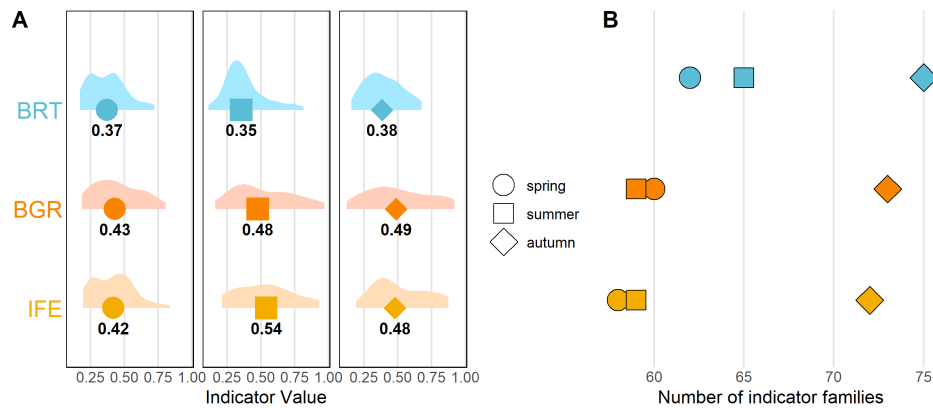 A
BRT
0.37
0.35
0.38
BGR
0.43
0.48
0.49
IFE
0.42
0.54
0.48
0.25 0.50 0.75 1.00 0.25 0.50 0.75 1.00 0.25 0.50 0.75 1.00
Indicator Value
spring
summer
autumn
B
60 65 70 75
Number of indicator families